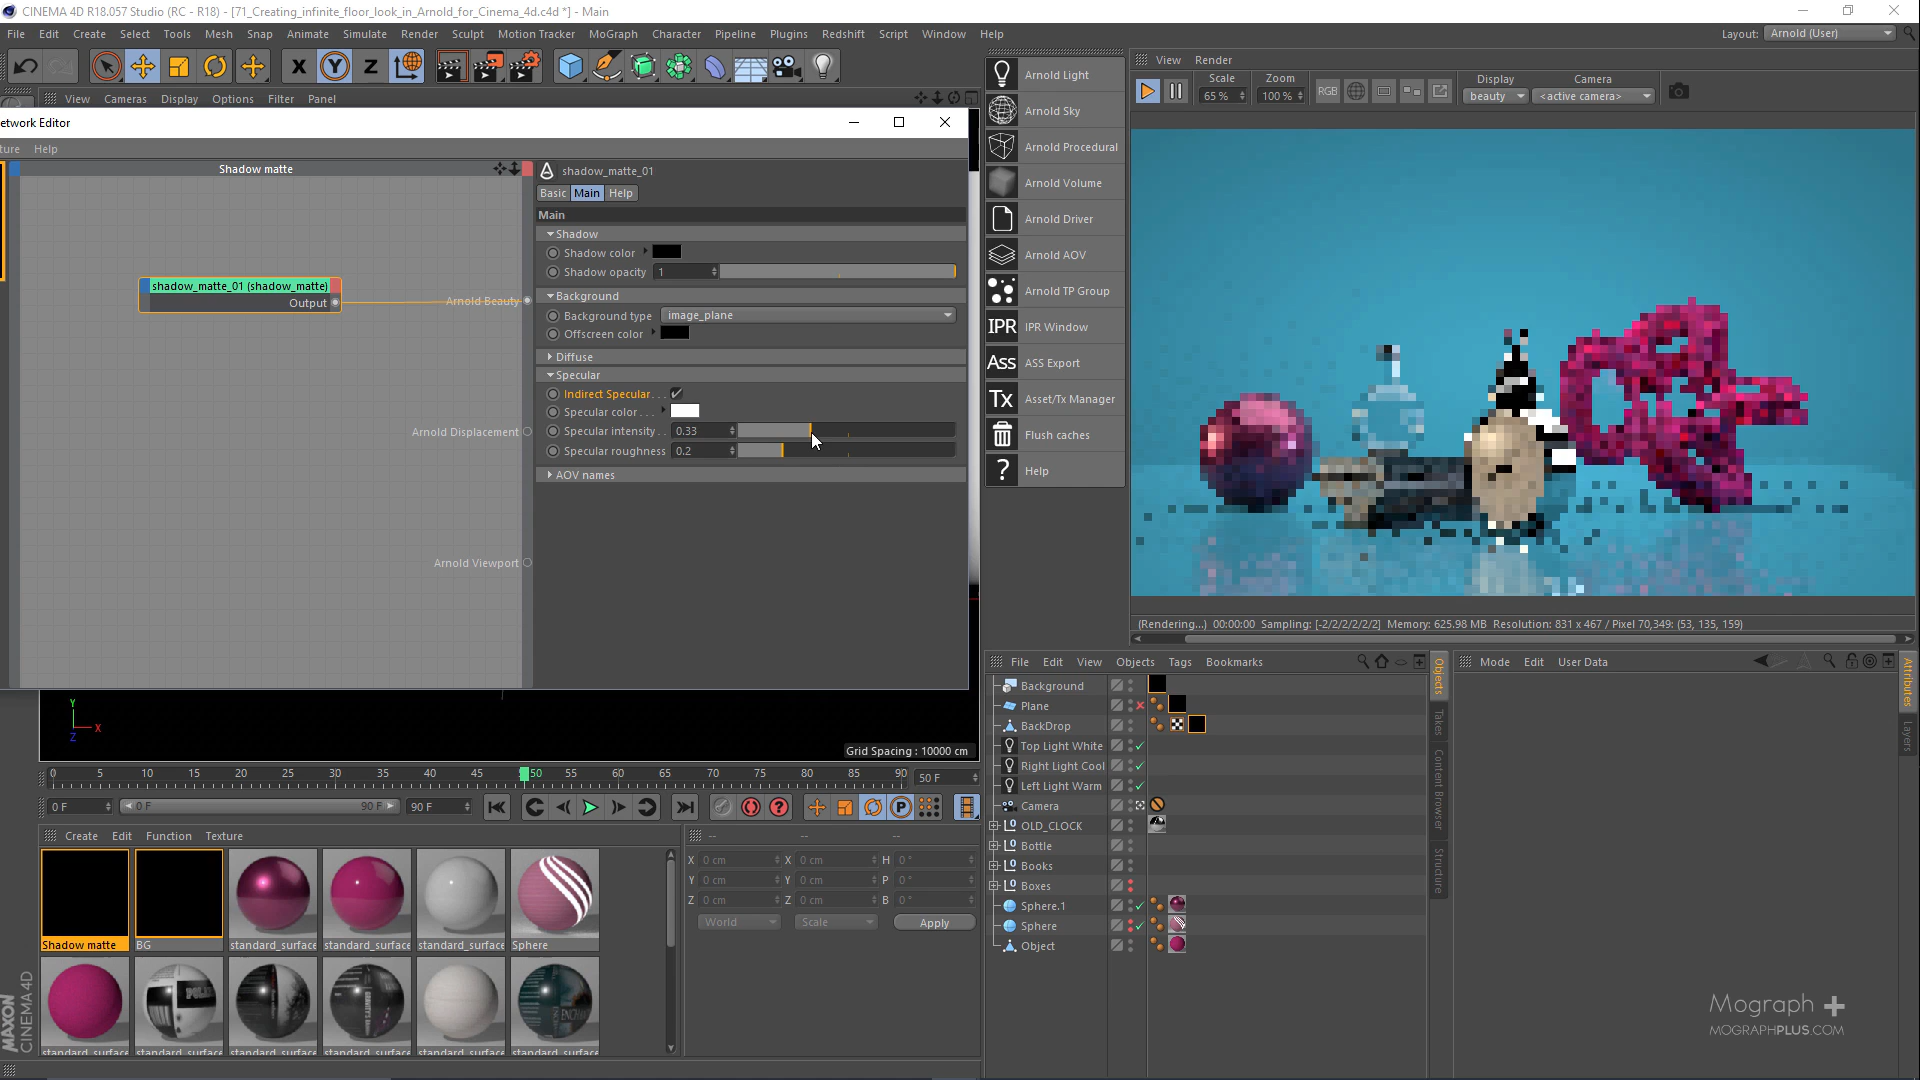 CINEMA 4D R18.057 Studio (RC - R18) - [71_Creating_infinite_floor_look_in_Arnold_for_Cinema_4d.c4d *] - Main
File Edit Create Select Tools Mesh Snap Animate Simulate Render Sculpt Motion Tracker MoGraph Character Pipeline Plugins Redshift Script Window Help
Layout: Arnold (User)
X Y Z
View Cameras Display Options Filter Panel
etwork Editor
ture Help
Shadow matte
shadow_matte_01 (shadow_matte)
Output
Arnold Beauty
Arnold Displacement
Arnold Viewport
shadow_matte_01
Basic Main Help
Main
Shadow
Shadow color
Shadow opacity 1
Background
Background type image_plane
Offscreen color
Diffuse
Specular
Indirect Specular. . .
Specular color. . . .
Specular intensity. . 0.33
Specular roughness 0.2
AOV names
Arnold Light
Arnold Sky
Arnold Procedural
Arnold Volume
Arnold Driver
Arnold AOV
Arnold TP Group
IPR IPR Window
Ass ASS Export
Tx Asset/Tx Manager
Flush caches
? Help
View Render
Scale Zoom Display Camera
65 % 100 % RGB beauty <active camera>
(Rendering...) 00:00:00 Sampling: [-2/2/2/2/2/2] Memory: 625.98 MB Resolution: 831 x 467 / Pixel 70,349: (53, 135, 159)
Y
X
Z
Grid Spacing : 10000 cm
0 5 10 15 20 25 30 35 40 45 50 55 60 65 70 75 80 85 90 50 F
0 F 0 F 90 F 90 F
Create Edit Function Texture
Shadow matte BG standard_surface standard_surface standard_surface Sphere
standard_surface standard_surface standard_surface standard_surface standard_surface standard_surface
MAXON
CINEMA 4D
-- -- --
X 0 cm X 0 cm H 0 °
Y 0 cm Y 0 cm P 0 °
Z 0 cm Z 0 cm B 0 °
World Scale Apply
File Edit View Objects Tags Bookmarks
Background
Plane
BackDrop
Top Light White
Right Light Cool
Left Light Warm
Camera
OLD_CLOCK
Bottle
Books
Boxes
Sphere.1
Sphere
Object
Objects
Takes
Content Browser
Structure
Mode Edit User Data
Attributes
Layers
Mograph +
MOGRAPHPLUS.COM